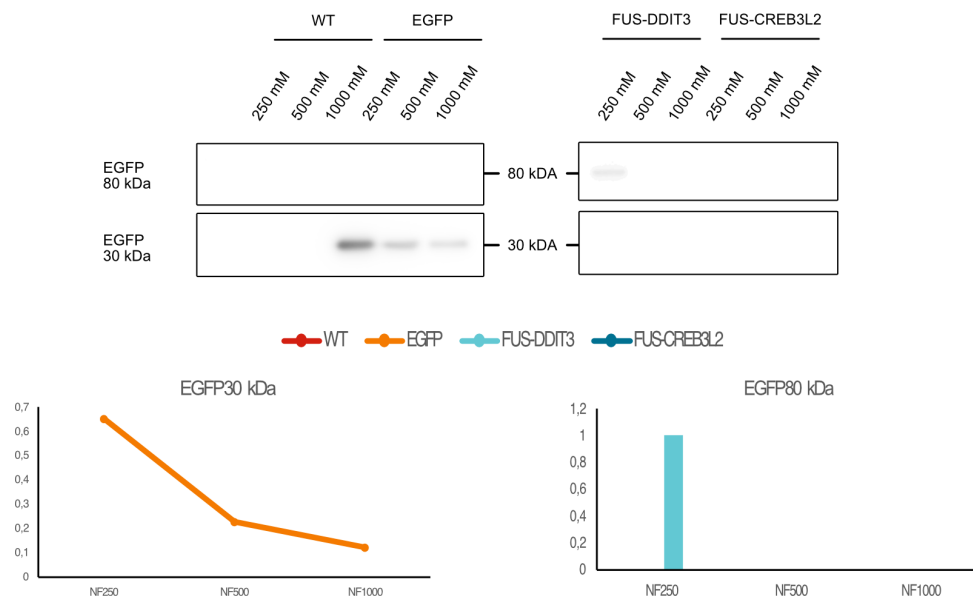 WT EGFP FUS-DDIT3 FUS-CREB3L2
250 mM 500 mM 1000 mM 250 mM 500 mM 1000 mM 250 mM 500 mM 1000 mM 250 mM 500 mM 1000 mM
EGFP
80 kDa
80 kDA
EGFP
30 kDa
30 kDA
WT EGFP FUS-DDIT3 FUS-CREB3L2
EGFP30 kDa
0,7
0,6
0,5
0,4
0,3
0,2
0,1
0
NF250 NF500 NF1000
EGFP80 kDa
1,2
1
0,8
0,6
0,4
0,2
0
NF250 NF500 NF1000